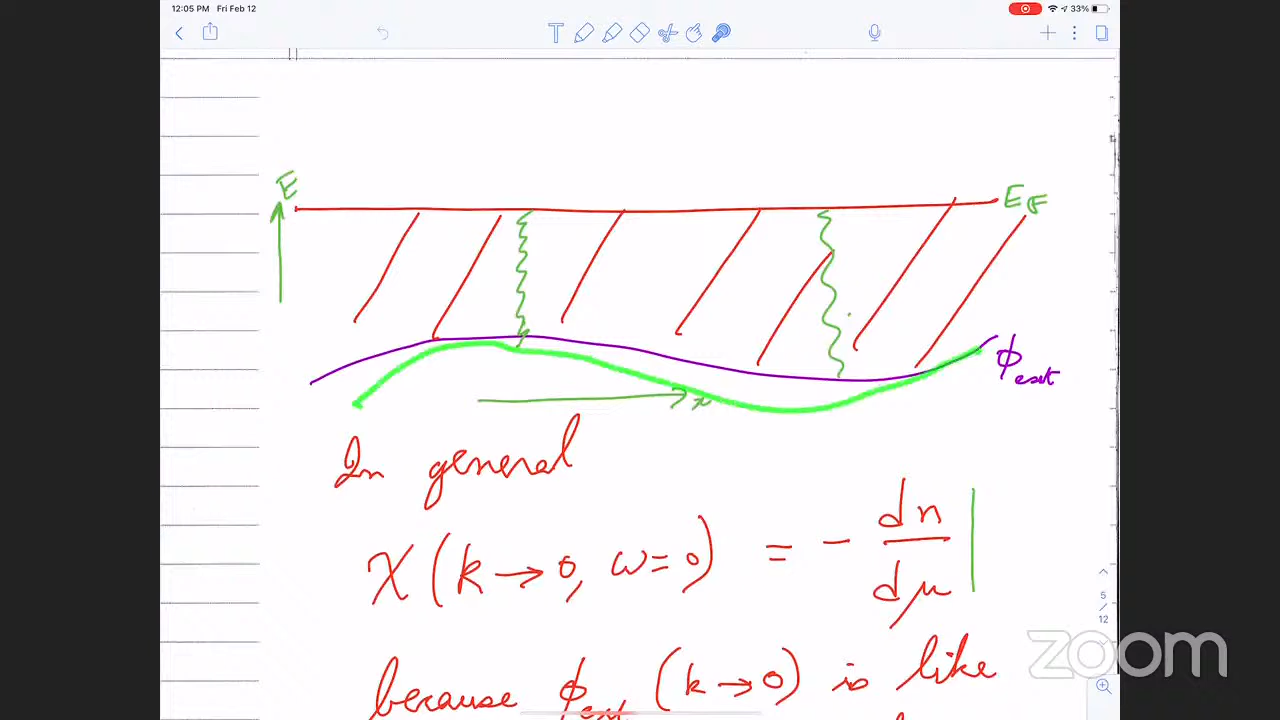 12:05 PM Fri Feb 12
33%
T
E
E_F
ϕ_ext
x
In general
χ(k→0, ω=0) = - dn/dμ |
5
/
12
because ϕ_ext (k→0) is like
zoom